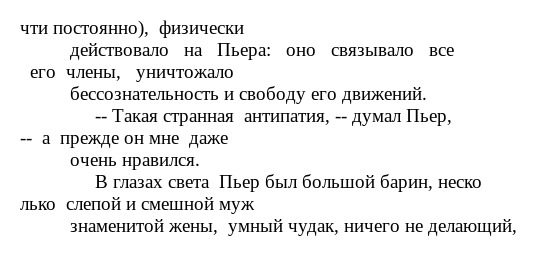 чти постоянно), физически
действовало на Пьера: оно связывало все
его члены, уничтожало
бессознательность и свободу его движений.
-- Такая странная антипатия, -- думал Пьер,
-- а прежде он мне даже
очень нравился.
В глазах света Пьер был большой барин, неско
лько слепой и смешной муж
знаменитой жены, умный чудак, ничего не делающий,